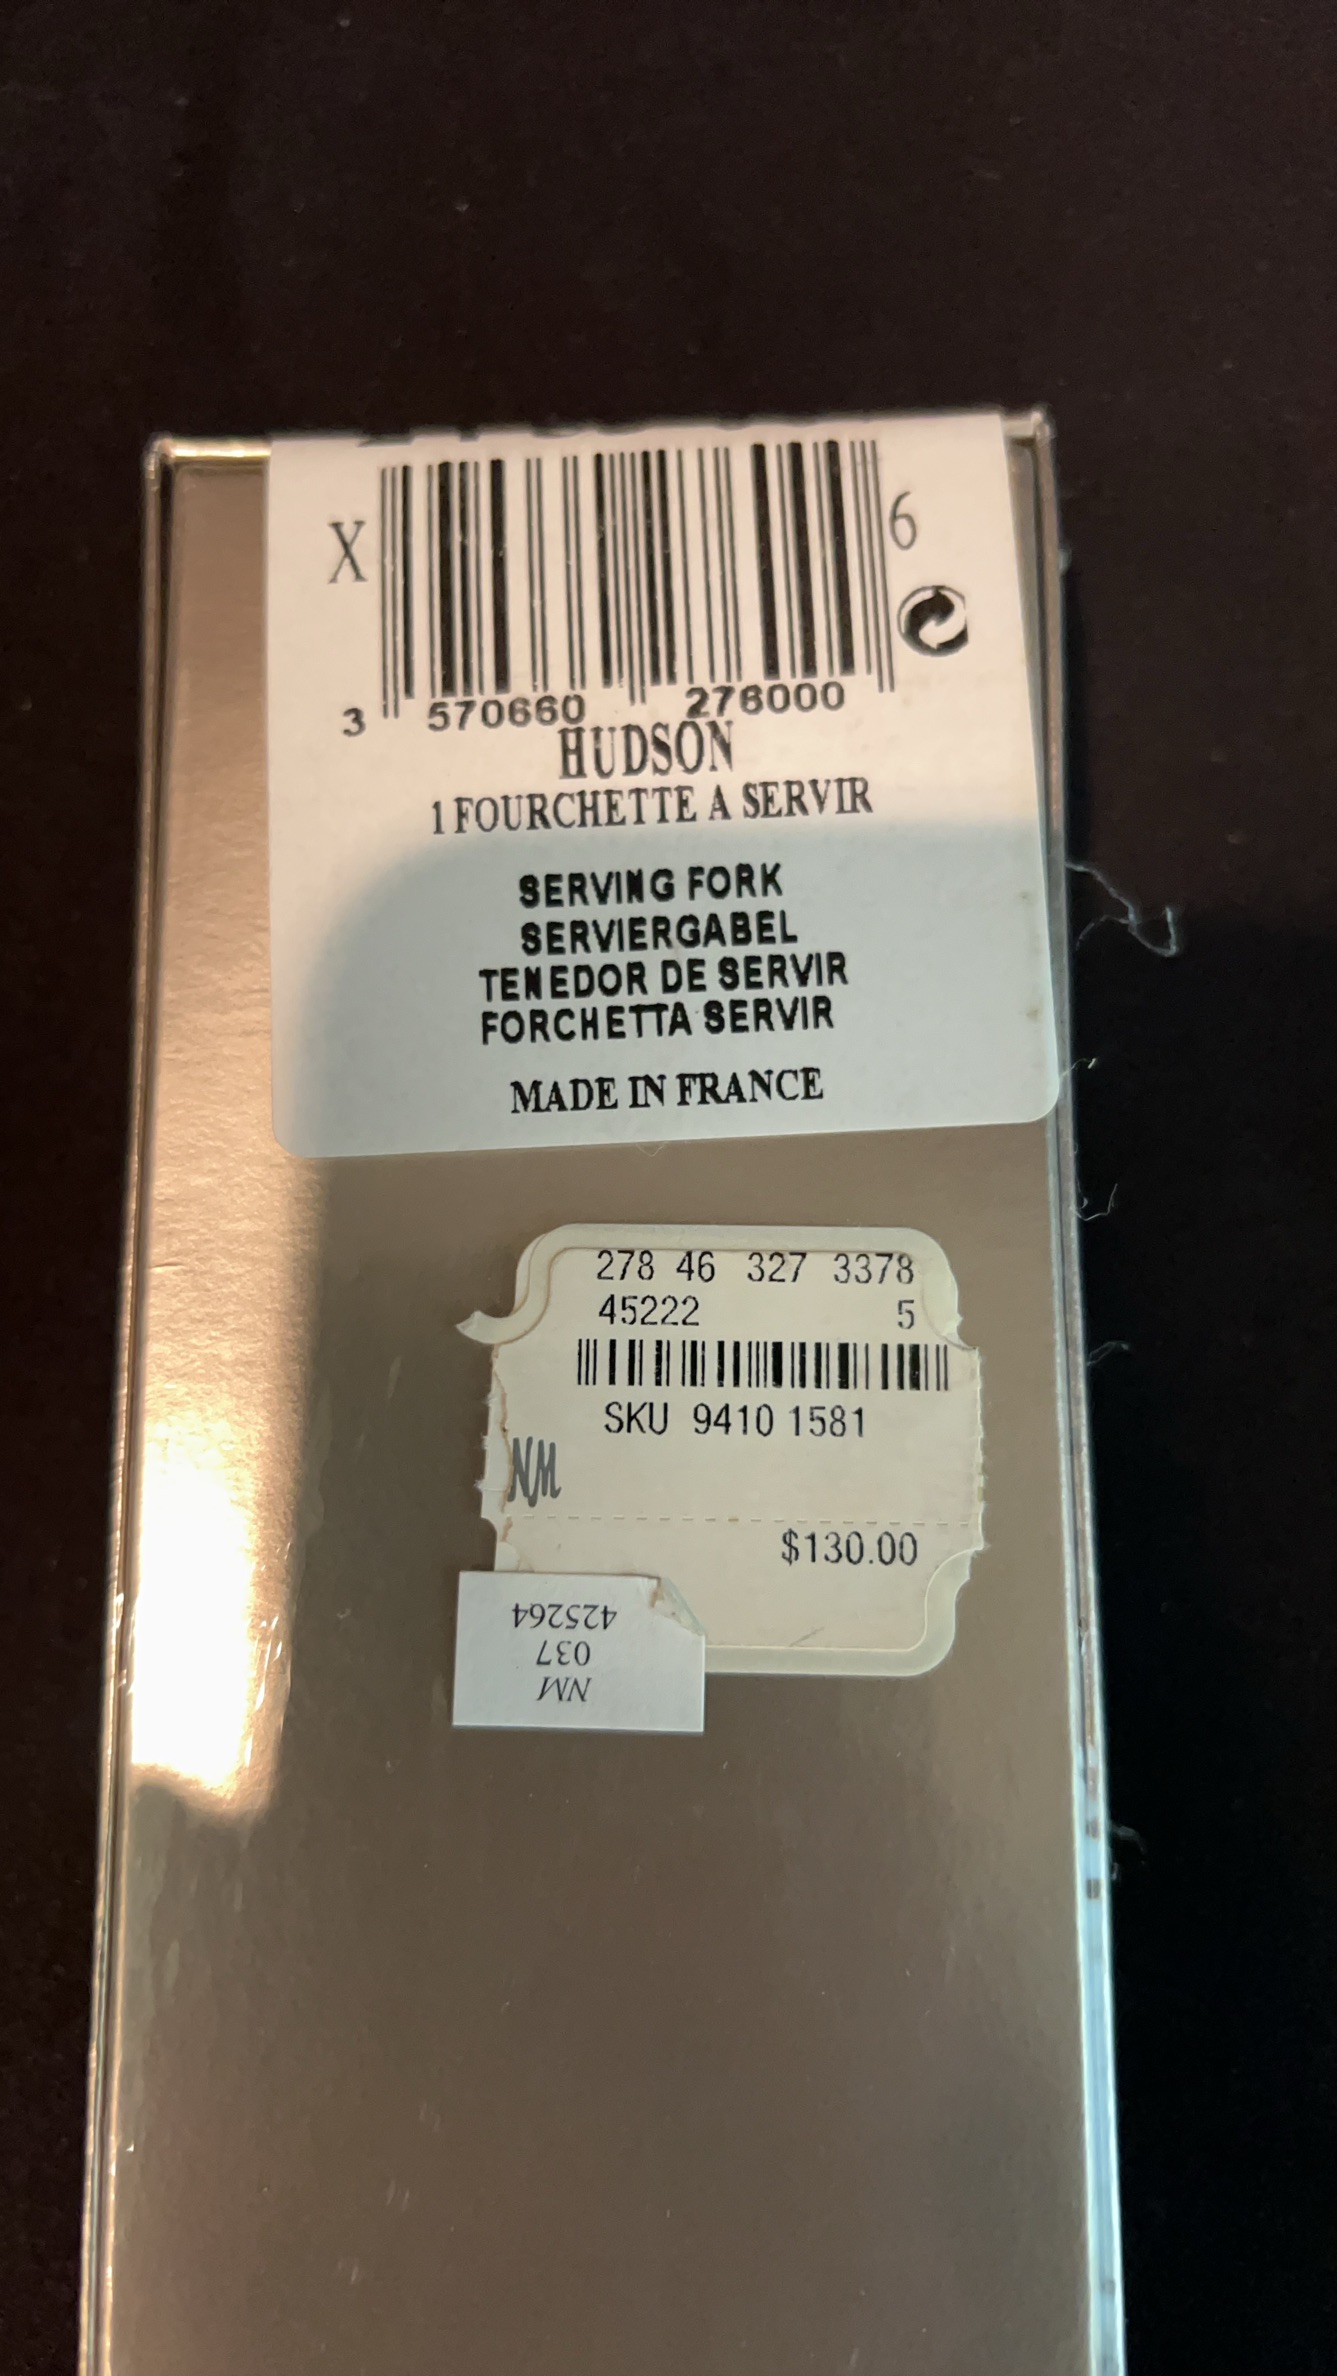 X
6
3 570660 276000
HUDSON
1 FOURCHETTE A SERVIR
SERVING FORK
SERVIERGABEL
TENEDOR DE SERVIR
FORCHETTA SERVIR
MADE IN FRANCE
278 46 327 3378
45222 5
SKU 9410 1581
NM
$130.00
NM
037
425264